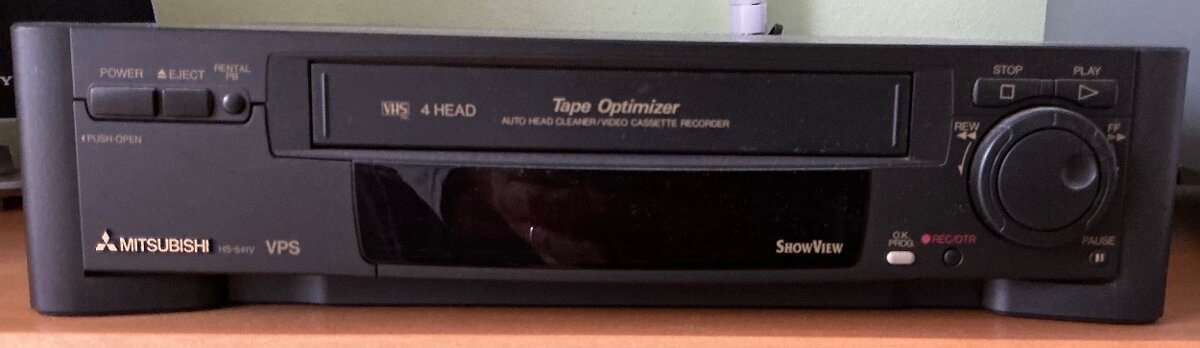 POWER
▲EJECT
RENTAL
PB
◀PUSH-OPEN
VHS 4 HEAD
Tape Optimizer
AUTO HEAD CLEANER/VIDEO CASSETTE RECORDER
STOP
PLAY
REW
◀◀
FF
▶▶
MITSUBISHI HS-541V VPS
SHOWVIEW
O.K.
PROG.
●REC/OTR
PAUSE
Y